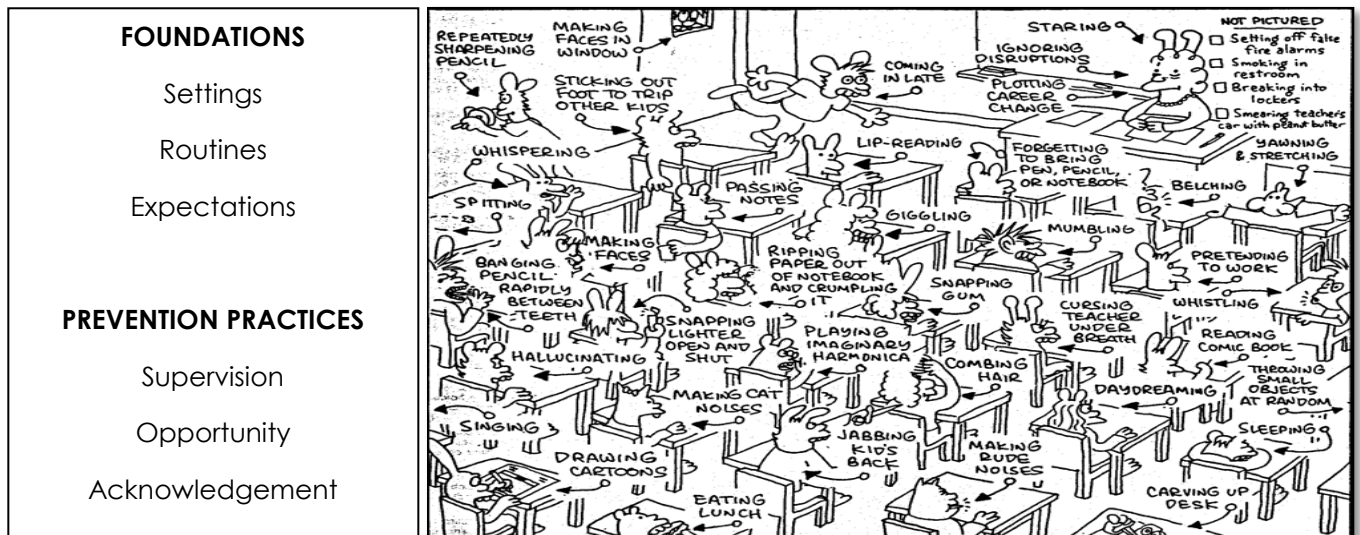 FOUNDATIONS
Settings
Routines
Expectations
PREVENTION PRACTICES
Supervision
Opportunity
Acknowledgement
REPEATEDLY
SHARPENING
PENCIL
MAKING
FACES IN
WINDOW
STICKING OUT
FOOT TO TRIP
OTHER KIDS
COMING
IN LATE
STARING
IGNORING
DISRUPTIONS
PLOTTING
CAREER
CHANGE
NOT PICTURED
Setting off false
fire alarms
Smoking in
restroom
Breaking into
lockers
Smearing teacher's
car with peanut butter
WHISPERING
LIP-READING
FORGETTING
TO BRING
PEN, PENCIL,
OR NOTEBOOK
YAWNING
& STRETCHING
SPITTING
PASSING
NOTES
GIGGLING
MUMBLING
BELCHING
MAKING
FACES
BANGING
PENCIL
RAPIDLY
BETWEEN
TEETH
RIPPING
PAPER OUT
OF NOTEBOOK
AND CRUMPLING
IT
SNAPPING
GUM
PRETENDING
TO WORK
WHISTLING
SNAPPING
LIGHTER
OPEN AND
SHUT
PLAYING
IMAGINARY
HARMONICA
CURSING
TEACHER
UNDER
BREATH
READING
COMIC BOOK
HALLUCINATING
COMBING
HAIR
THROWING
SMALL
OBJECTS
AT RANDOM
MAKING CAT
NOISES
DAYDREAMING
SINGING
JABBING
KID'S
BACK
MAKING
RUDE
NOISES
SLEEPING
DRAWING
CARTOONS
EATING
LUNCH
CARVING UP
DESK